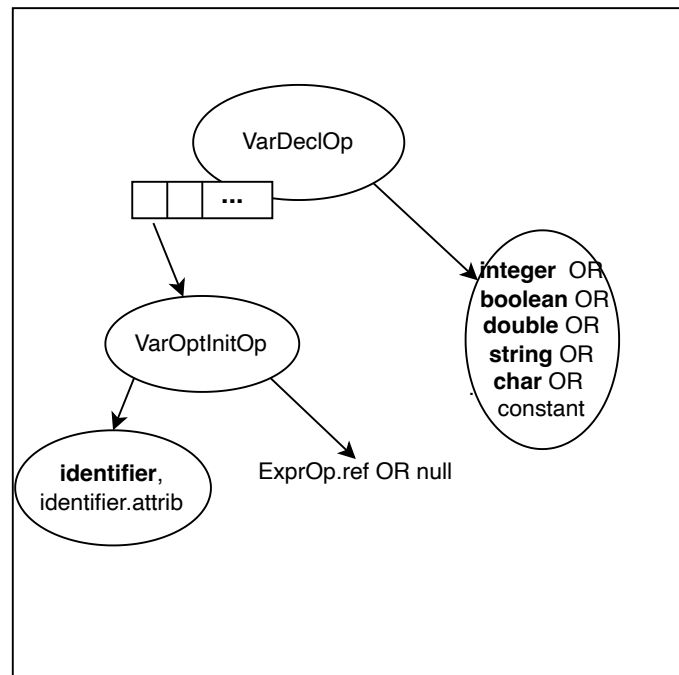 VarDeclOp
...
integer OR
boolean OR
double OR
string OR
char OR
constant
VarOptInitOp
identifier,
identifier.attrib
ExprOp.ref OR null
.